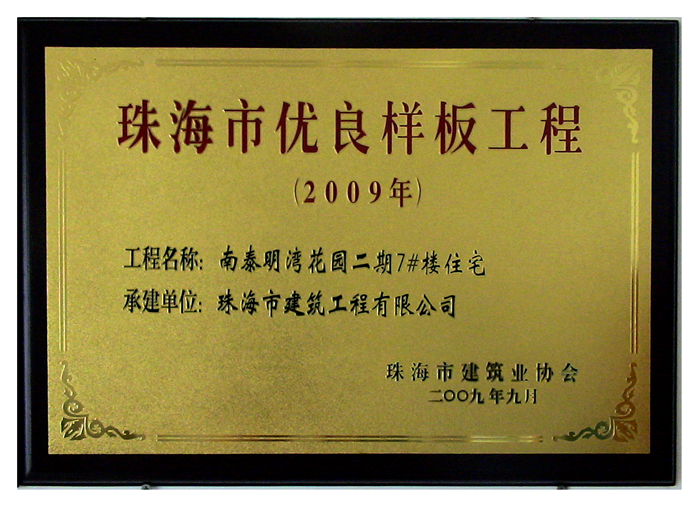 珠海市优良样板工程
(2009年)
工程名称：南泰明湾花园二期7#楼住宅
承建单位：珠海市建筑工程有限公司
珠海市建筑业协会
二〇〇九年九月